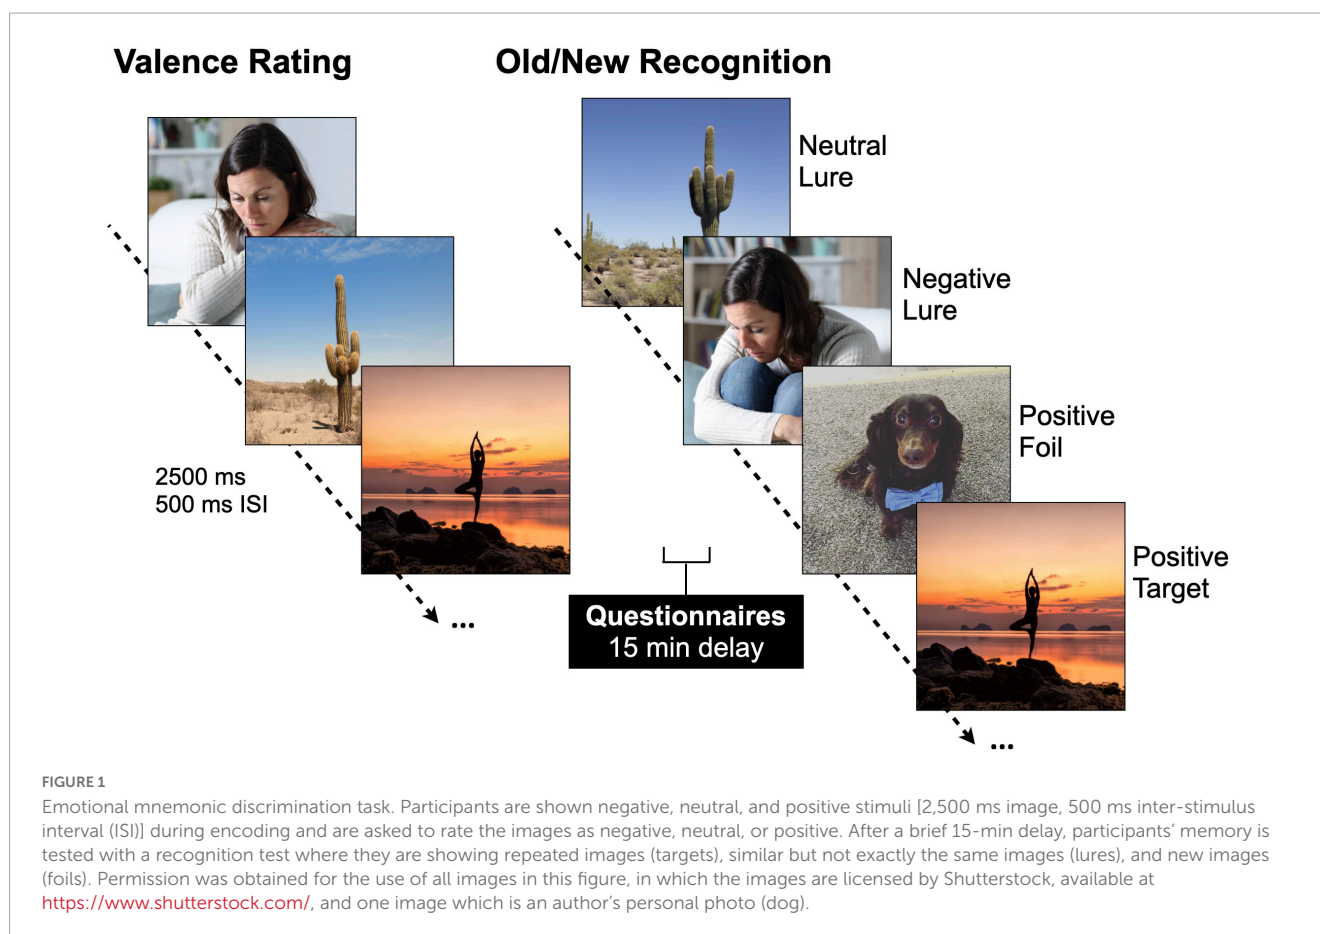 Valence Rating
Old/New Recognition
Neutral
Lure
Negative
Lure
Positive
Foil
Positive
Target
2500 ms
500 ms ISI
...
Questionnaires
15 min delay
...
FIGURE 1
Emotional mnemonic discrimination task. Participants are shown negative, neutral, and positive stimuli [2,500 ms image, 500 ms inter-stimulus
interval (ISI)] during encoding and are asked to rate the images as negative, neutral, or positive. After a brief 15-min delay, participants’ memory is
tested with a recognition test where they are showing repeated images (targets), similar but not exactly the same images (lures), and new images
(foils). Permission was obtained for the use of all images in this figure, in which the images are licensed by Shutterstock, available at
https://www.shutterstock.com/, and one image which is an author’s personal photo (dog).